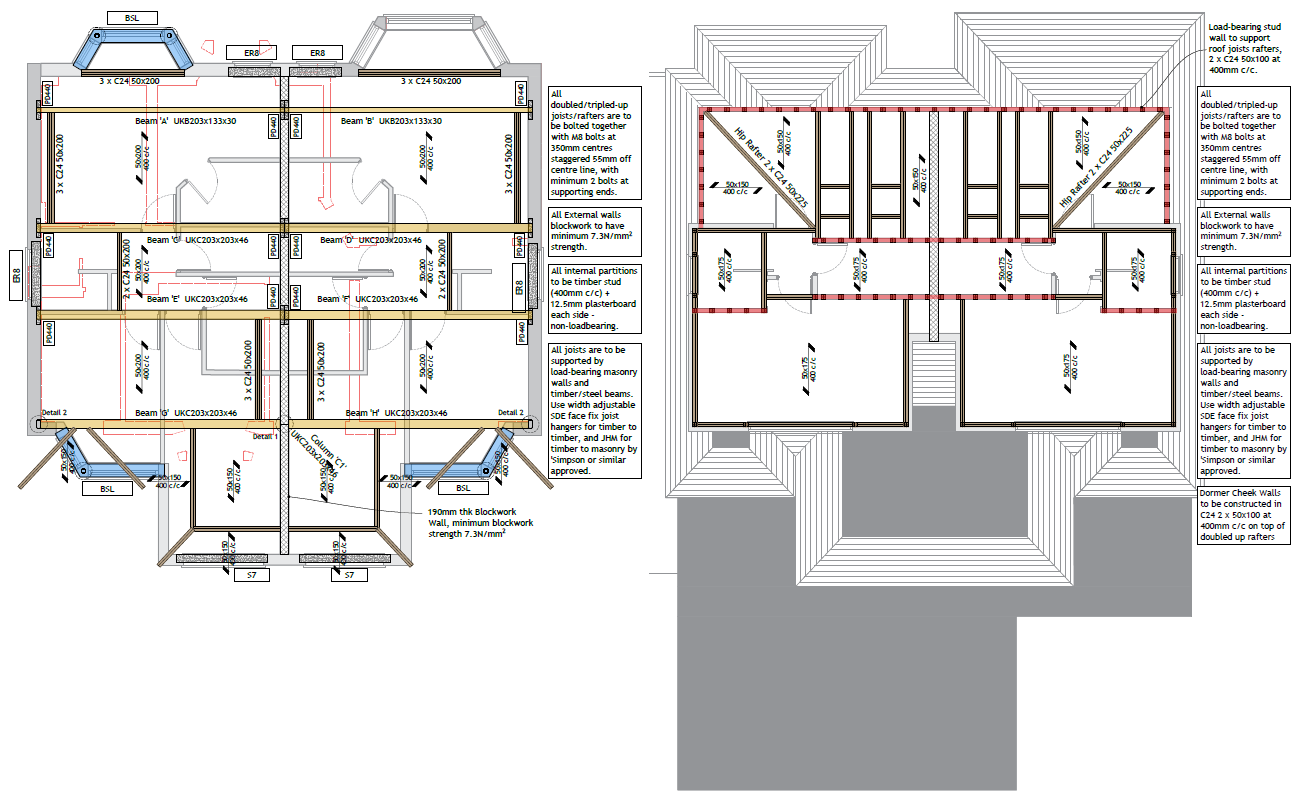 BSL
ER8
ER8
3 x C24 50x200
3 x C24 50x200
PD440
PD440
Beam 'A'  UKB203x133x30
Beam 'B'  UKB203x133x30
PD440
PD440
3 x C24 50x200
50x200
400 c/c
50x200
400 c/c
3 x C24 50x200
PD440
Beam 'C'  UKC203x203x46
Beam 'D'  UKC203x203x46
PD440
PD440
PD440
ER8
2 x C24 50x200
50x200
400 c/c
50x200
400 c/c
2 x C24 50x200
ER8
Beam 'E'  UKC203x203x46
Beam 'F'  UKC203x203x46
PD440
PD440
PD440
PD440
50x200
400 c/c
3 x C24 50x200
3 x C24 50x200
50x200
400 c/c
Detail 2
Beam 'G'  UKC203x203x46
Beam 'H'  UKC203x203x46
Detail 2
Detail 1
Column 'C1'
UKC203x203x46
50x150
400 c/c
50x150
400 c/c
50x150
400 c/c
50x150
400 c/c
50x150
400 c/c
50x150
400 c/c
BSL
BSL
190mm thk Blockwork
Wall, minimum blockwork
strength 7.3N/mm²
50x150
400 c/c
50x150
400 c/c
S7
S7
All
doubled/tripled-up
joists/rafters are to
be bolted together
with M8 bolts at
350mm centres
staggered 55mm off
centre line, with
minimum 2 bolts at
supporting ends.
All External walls
blockwork to have
minimum 7.3N/mm²
strength.
All internal partitions
to be timber stud
(400mm c/c) +
12.5mm plasterboard
each side -
non-loadbearing.
All joists are to be
supported by
load-bearing masonry
walls and
timber/steel beams.
Use width adjustable
SDE face fix joist
hangers for timber to
timber, and JHM for
timber to masonry by
'Simpson or similar
approved.
Load-bearing stud
wall to support
roof joists rafters,
2 x C24 50x100 at
400mm c/c.
Hip Rafter 2 x C24 50x225
50x150
400 c/c
50x150
400 c/c
50x150
400 c/c
50x150
400 c/c
50x150
400 c/c
Hip Rafter 2 x C24 50x225
50x175
400 c/c
50x175
400 c/c
50x175
400 c/c
50x175
400 c/c
50x175
400 c/c
50x175
400 c/c
All
doubled/tripled-up
joists/rafters are to
be bolted together
with M8 bolts at
350mm centres
staggered 55mm off
centre line, with
minimum 2 bolts at
supporting ends.
All External walls
blockwork to have
minimum 7.3N/mm²
strength.
All internal partitions
to be timber stud
(400mm c/c) +
12.5mm plasterboard
each side -
non-loadbearing.
All joists are to be
supported by
load-bearing masonry
walls and
timber/steel beams.
Use width adjustable
SDE face fix joist
hangers for timber to
timber, and JHM for
timber to masonry by
'Simpson or similar
approved.
Dormer Cheek Walls
to be constructed in
C24 2 x 50x100 at
400mm c/c on top of
doubled up rafters